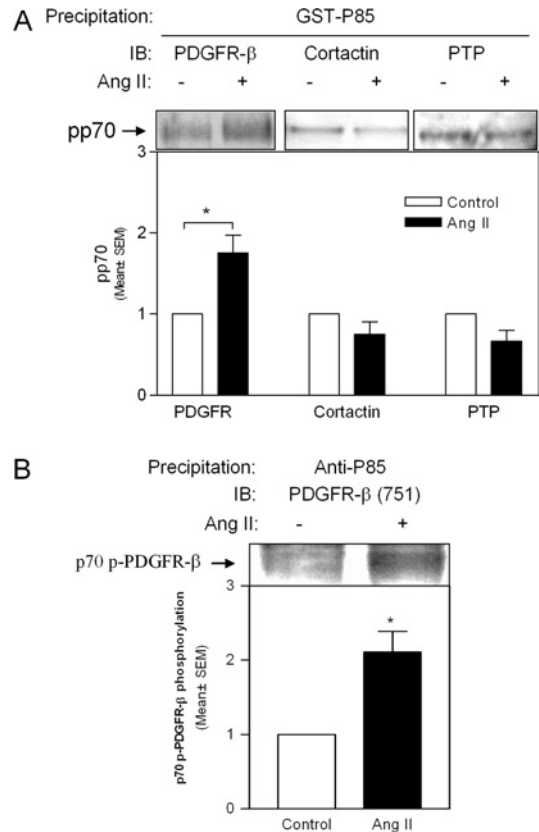 A
Precipitation: GST-P85
IB: PDGFR-β Cortactin PTP
Ang II: - + - + - +
pp70
3
2
1
0
pp70
(Mean± SEM)
*
Control
Ang II
PDGFR Cortactin PTP
B
Precipitation: Anti-P85
IB: PDGFR-β (751)
Ang II: - +
p70 p-PDGFR-β
3
2
1
0
p70 p-PDGFR-β phosphorylation
(Mean± SEM)
*
Control Ang II